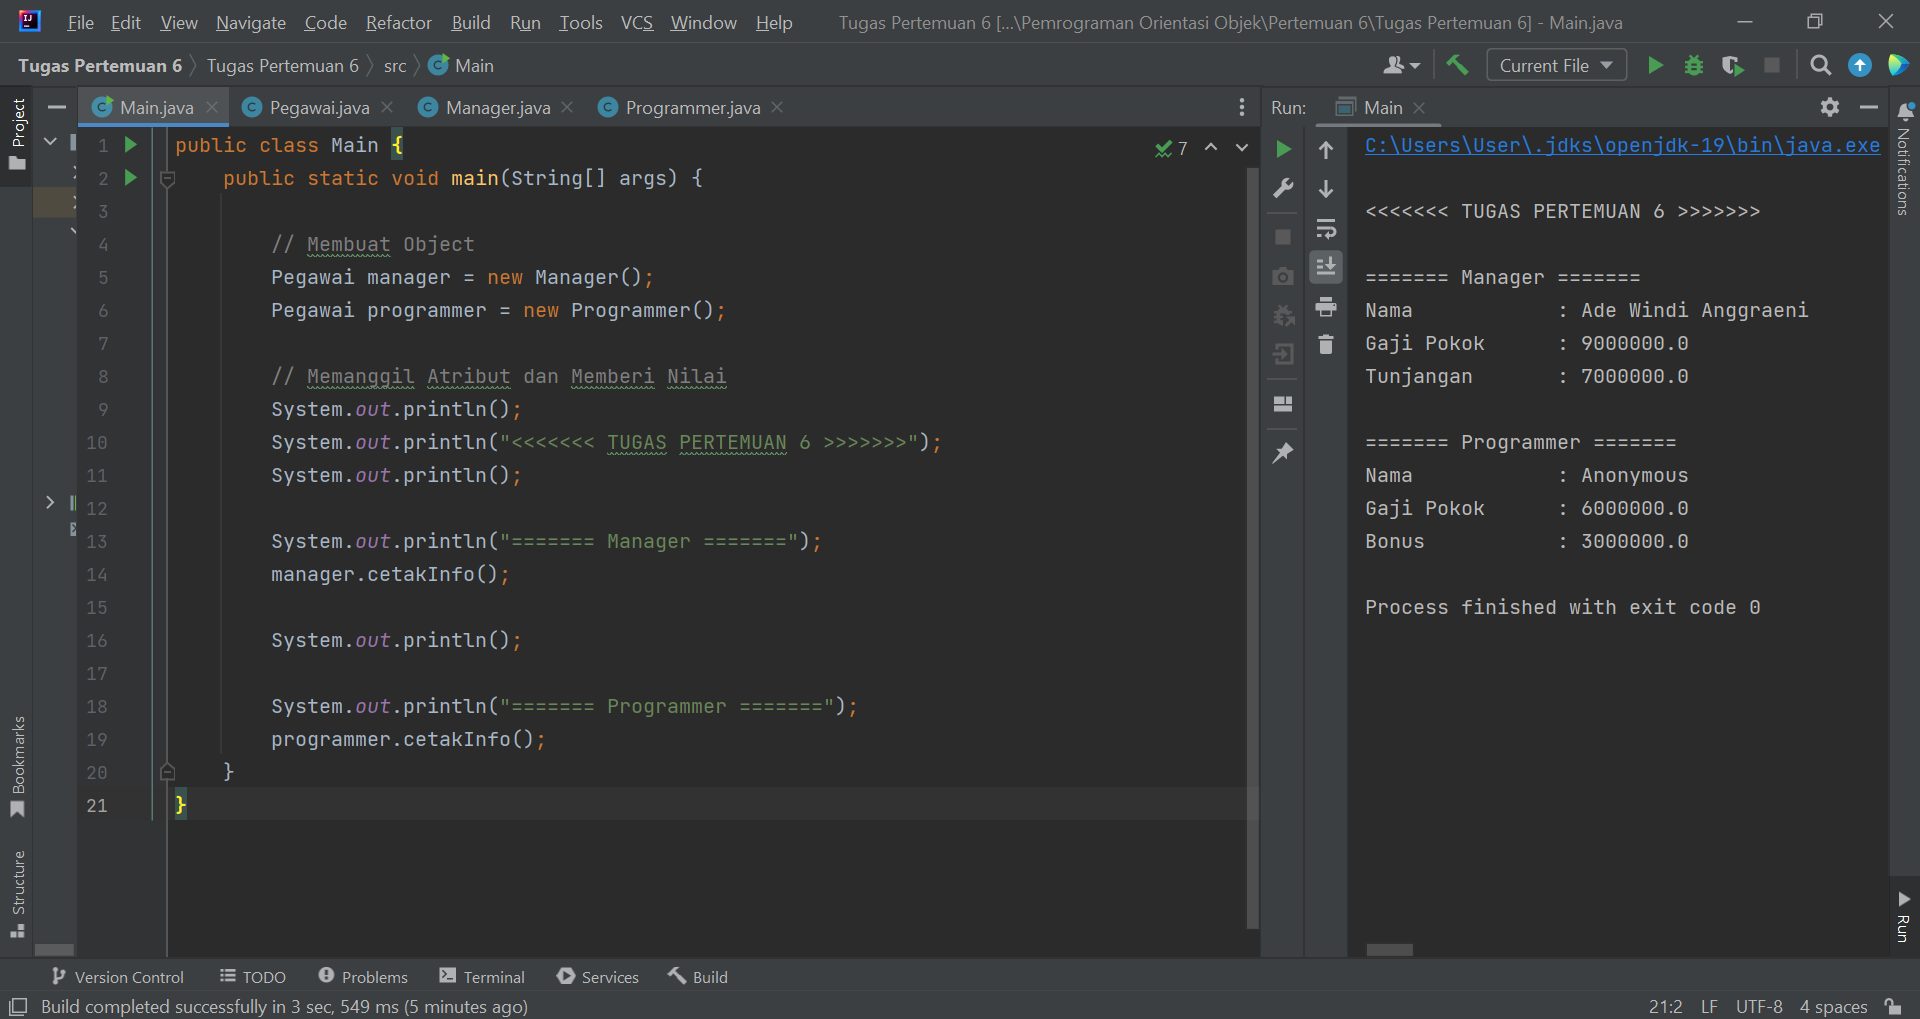 File Edit View Navigate Code Refactor Build Run Tools VCS Window Help Tugas Pertemuan 6 [...\Pemrograman Orientasi Objek\Pertemuan 6\Tugas Pertemuan 6] - Main.java
Tugas Pertemuan 6 Tugas Pertemuan 6 src Main Current File
Project
Main.java Pegawai.java Manager.java Programmer.java
1 public class Main {
2 public static void main(String[] args) {
3
4 // Membuat Object
5 Pegawai manager = new Manager();
6 Pegawai programmer = new Programmer();
7
8 // Memanggil Atribut dan Memberi Nilai
9 System.out.println();
10 System.out.println("<<<<<<< TUGAS PERTEMUAN 6 >>>>>>>");
11 System.out.println();
12
13 System.out.println("======= Manager =======");
14 manager.cetakInfo();
15
16 System.out.println();
17
18 System.out.println("======= Programmer =======");
19 programmer.cetakInfo();
20 }
21 }
7
Run: Main
C:\Users\User\.jdks\openjdk-19\bin\java.exe
<<<<<<< TUGAS PERTEMUAN 6 >>>>>>>
======= Manager =======
Nama : Ade Windi Anggraeni
Gaji Pokok : 9000000.0
Tunjangan : 7000000.0
======= Programmer =======
Nama : Anonymous
Gaji Pokok : 6000000.0
Bonus : 3000000.0
Process finished with exit code 0
Notifications
Run
Bookmarks
Structure
Version Control TODO Problems Terminal Services Build
Build completed successfully in 3 sec, 549 ms (5 minutes ago) 21:2 LF UTF-8 4 spaces